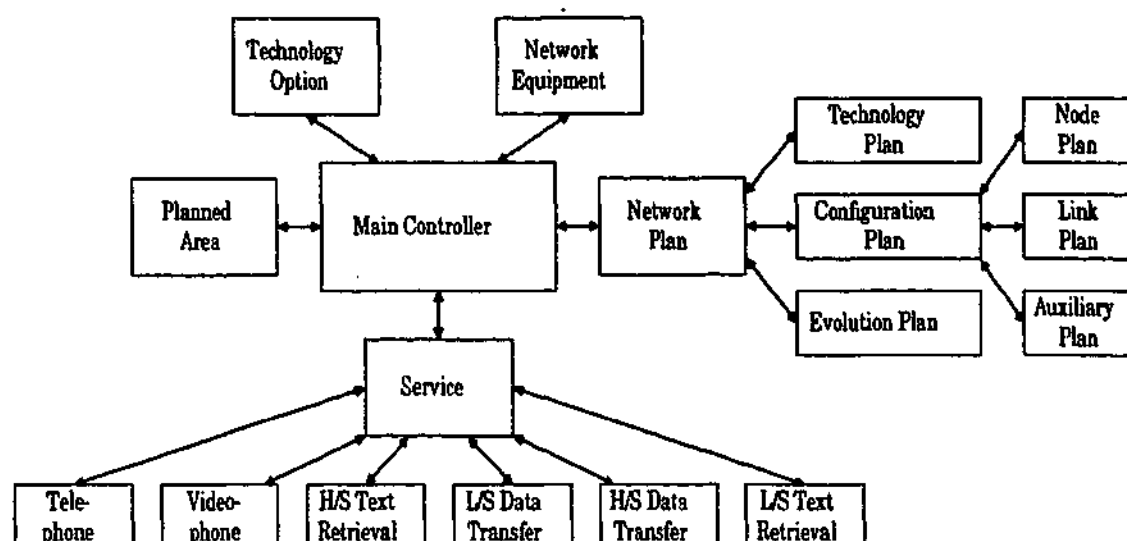 Technology
Option
Network
Equipment
Technology
Plan
Node
Plan
Planned
Area
Main Controller
Network
Plan
Configuration
Plan
Link
Plan
Evolution Plan
Auxiliary
Plan
Service
Tele-
phone
Video-
phone
H/S Text
Retrieval
L/S Data
Transfer
H/S Data
Transfer
L/S Text
Retrieval